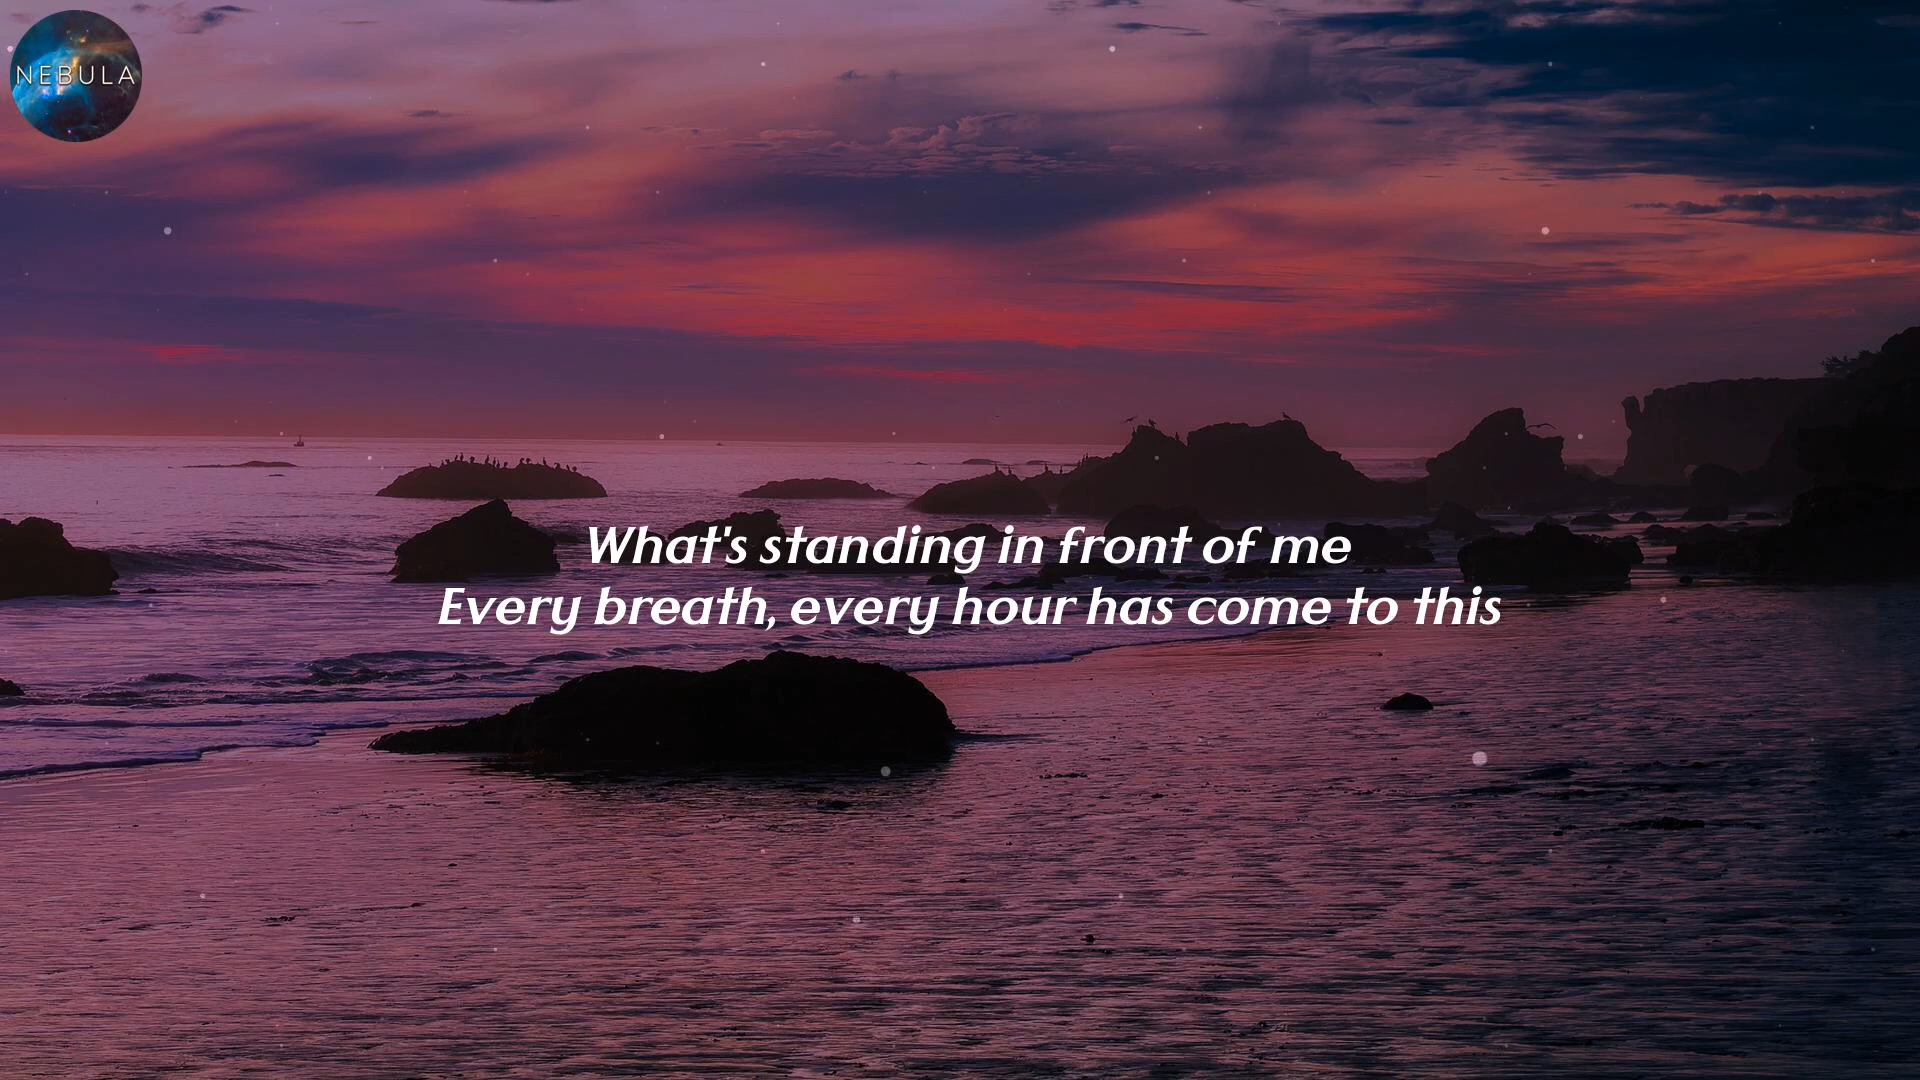 NEBULA
What's standing in front of me
Every breath, every hour has come to this